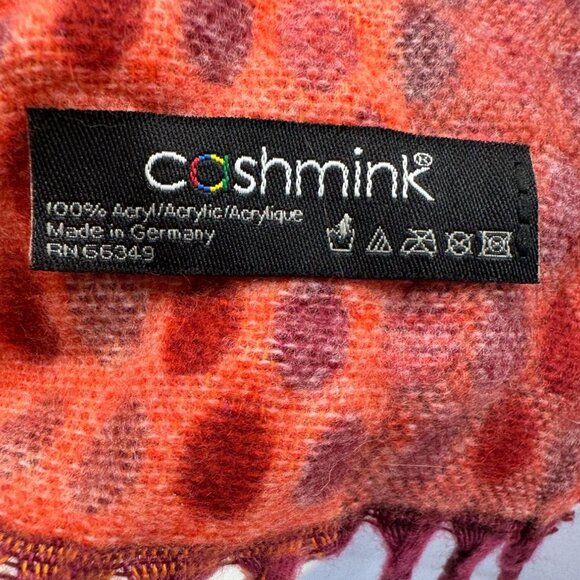 cashmink®
100% Acryl/Acrylic/Acrylique
Made in Germany
RN 66349